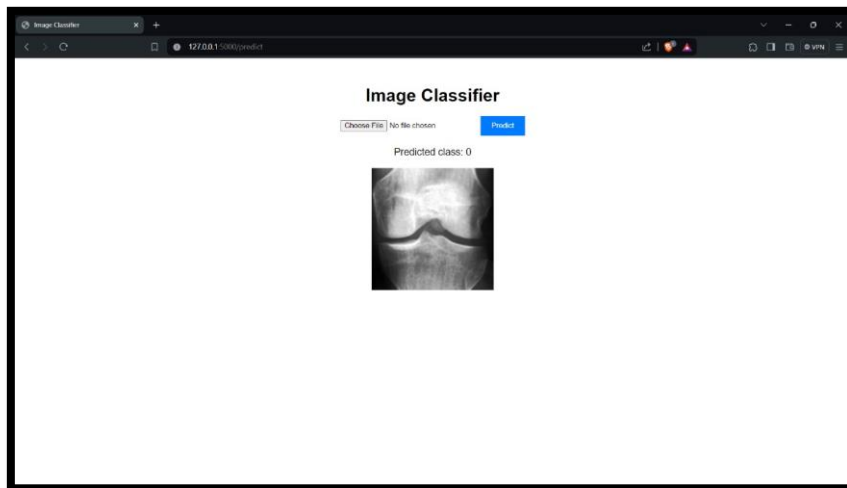 Image Classifier
127.0.0.1:5000/predict
VPN
Image Classifier
Choose File No file chosen Predict
Predicted class: 0